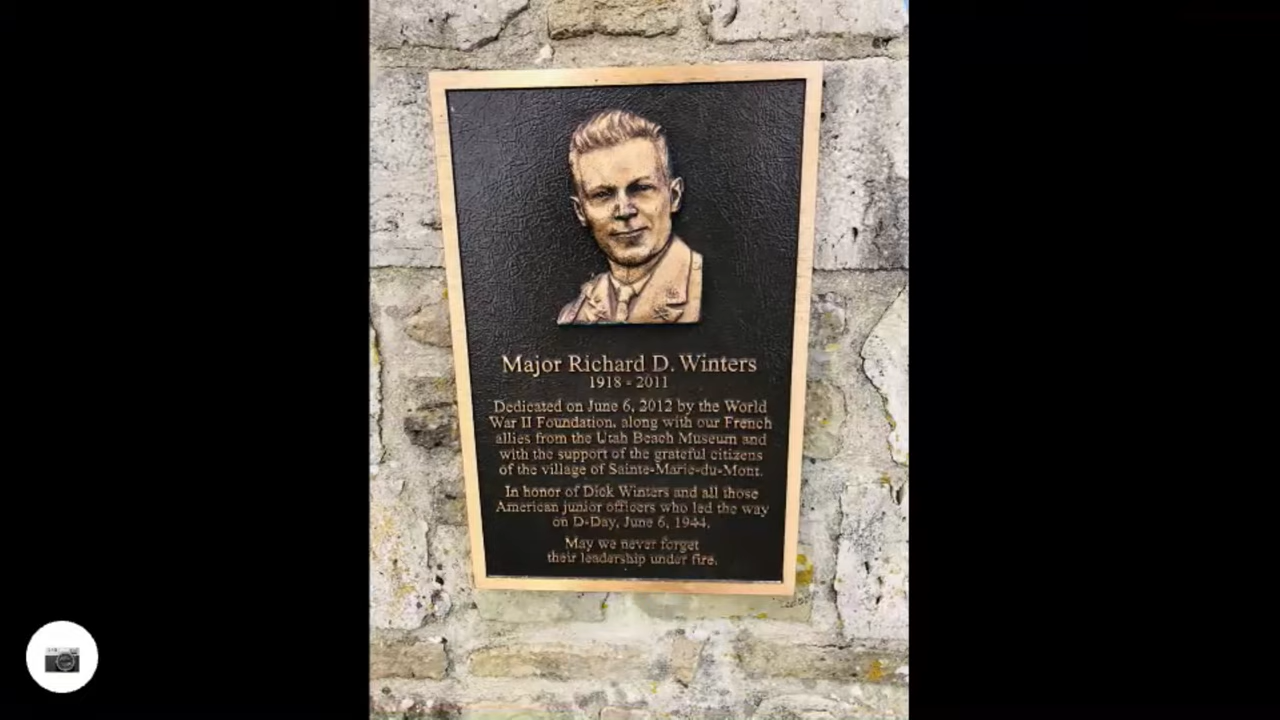 Major Richard D. Winters
1918 - 2011
Dedicated on June 6, 2012 by the World
War II Foundation, along with our French
allies from the Utah Beach Museum and
with the support of the grateful citizens
of the village of Sainte-Marie-du-Mont.
In honor of Dick Winters and all those
American junior officers who led the way
on D-Day, June 6, 1944.
May we never forget
their leadership under fire.